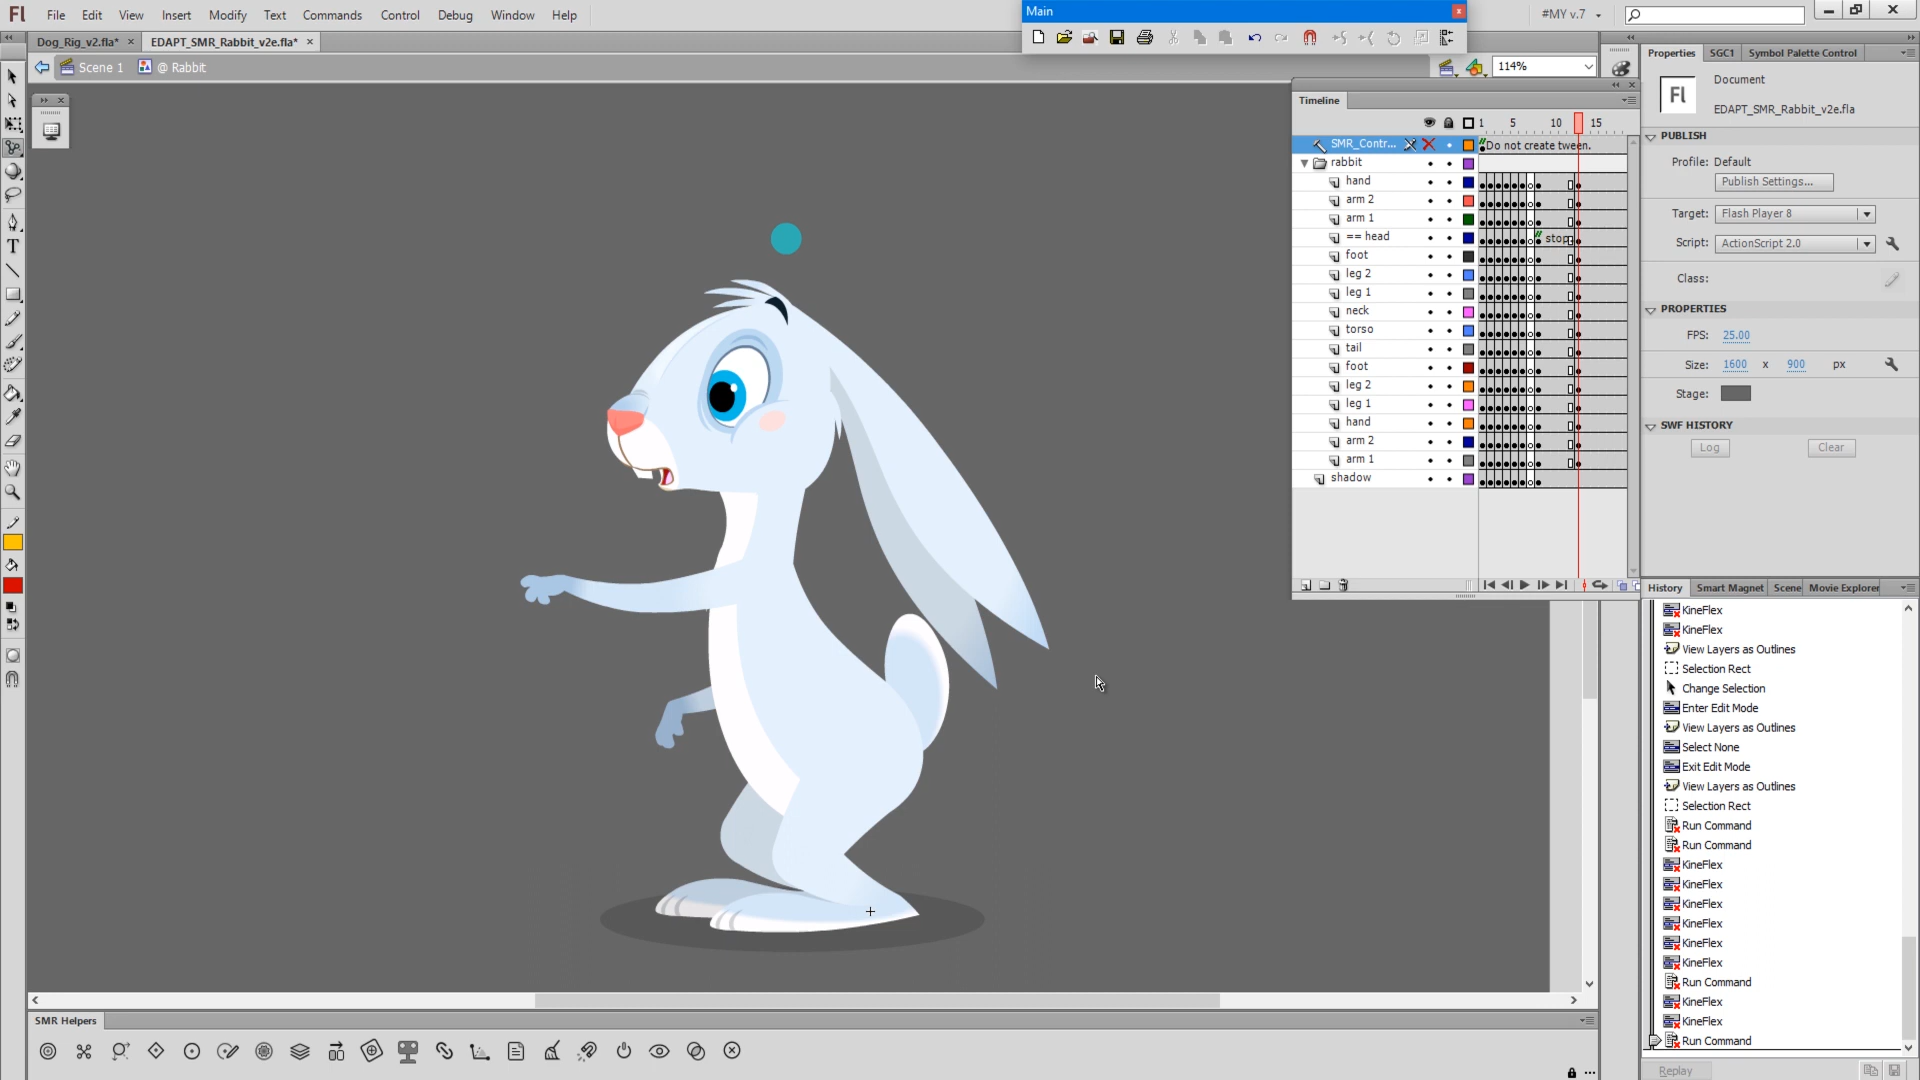 Fl File Edit View Insert Modify Text Commands Control Debug Window Help
Main
#MY v.7
Dog_Rig_v2.fla* × EDAPT_SMR_Rabbit_v2e.fla* ×
Scene 1 @ Rabbit
114%
Timeline
1 5 10 15
SMR_Contr... Do not create tween.
rabbit
hand
arm 2
arm 1
== head stop
foot
leg 2
leg 1
neck
torso
tail
foot
leg 2
leg 1
hand
arm 2
arm 1
shadow
Properties SGC1 Symbol Palette Control
Document
Fl
EDAPT_SMR_Rabbit_v2e.fla
PUBLISH
Profile: Default
Publish Settings...
Target: Flash Player 8
Script: ActionScript 2.0
Class:
PROPERTIES
FPS: 25.00
Size: 1600 x 900 px
Stage:
SWF HISTORY
Log Clear
History Smart Magnet Scene Movie Explorer
KineFlex
KineFlex
View Layers as Outlines
Selection Rect
Change Selection
Enter Edit Mode
View Layers as Outlines
Select None
Exit Edit Mode
View Layers as Outlines
Selection Rect
Run Command
Run Command
KineFlex
KineFlex
KineFlex
KineFlex
KineFlex
KineFlex
Run Command
KineFlex
KineFlex
Run Command
Replay
SMR Helpers